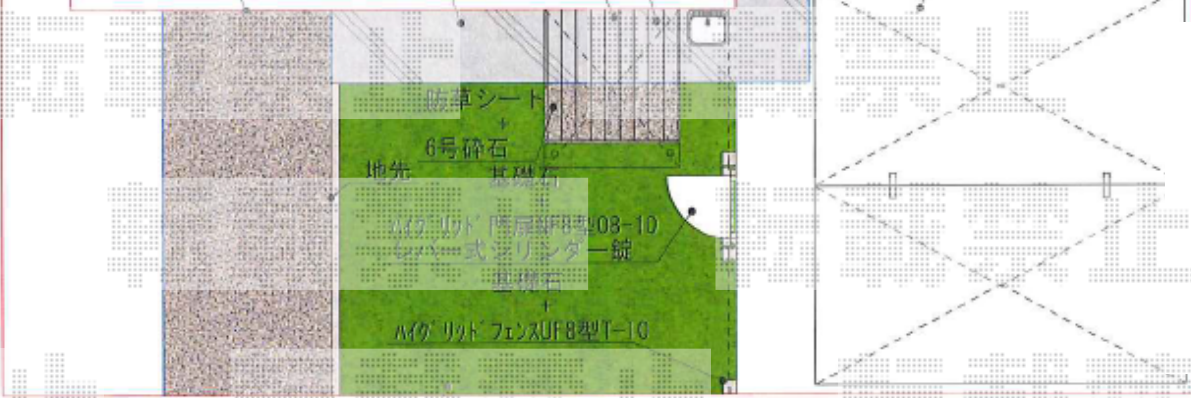 防草シート
+
6号砕石
地先
基礎石
+
ハイグリッド門扉UF8型08-10
レバー式シリンダー錠
基礎石
+
ハイグリッドフェンスUF8型T-10